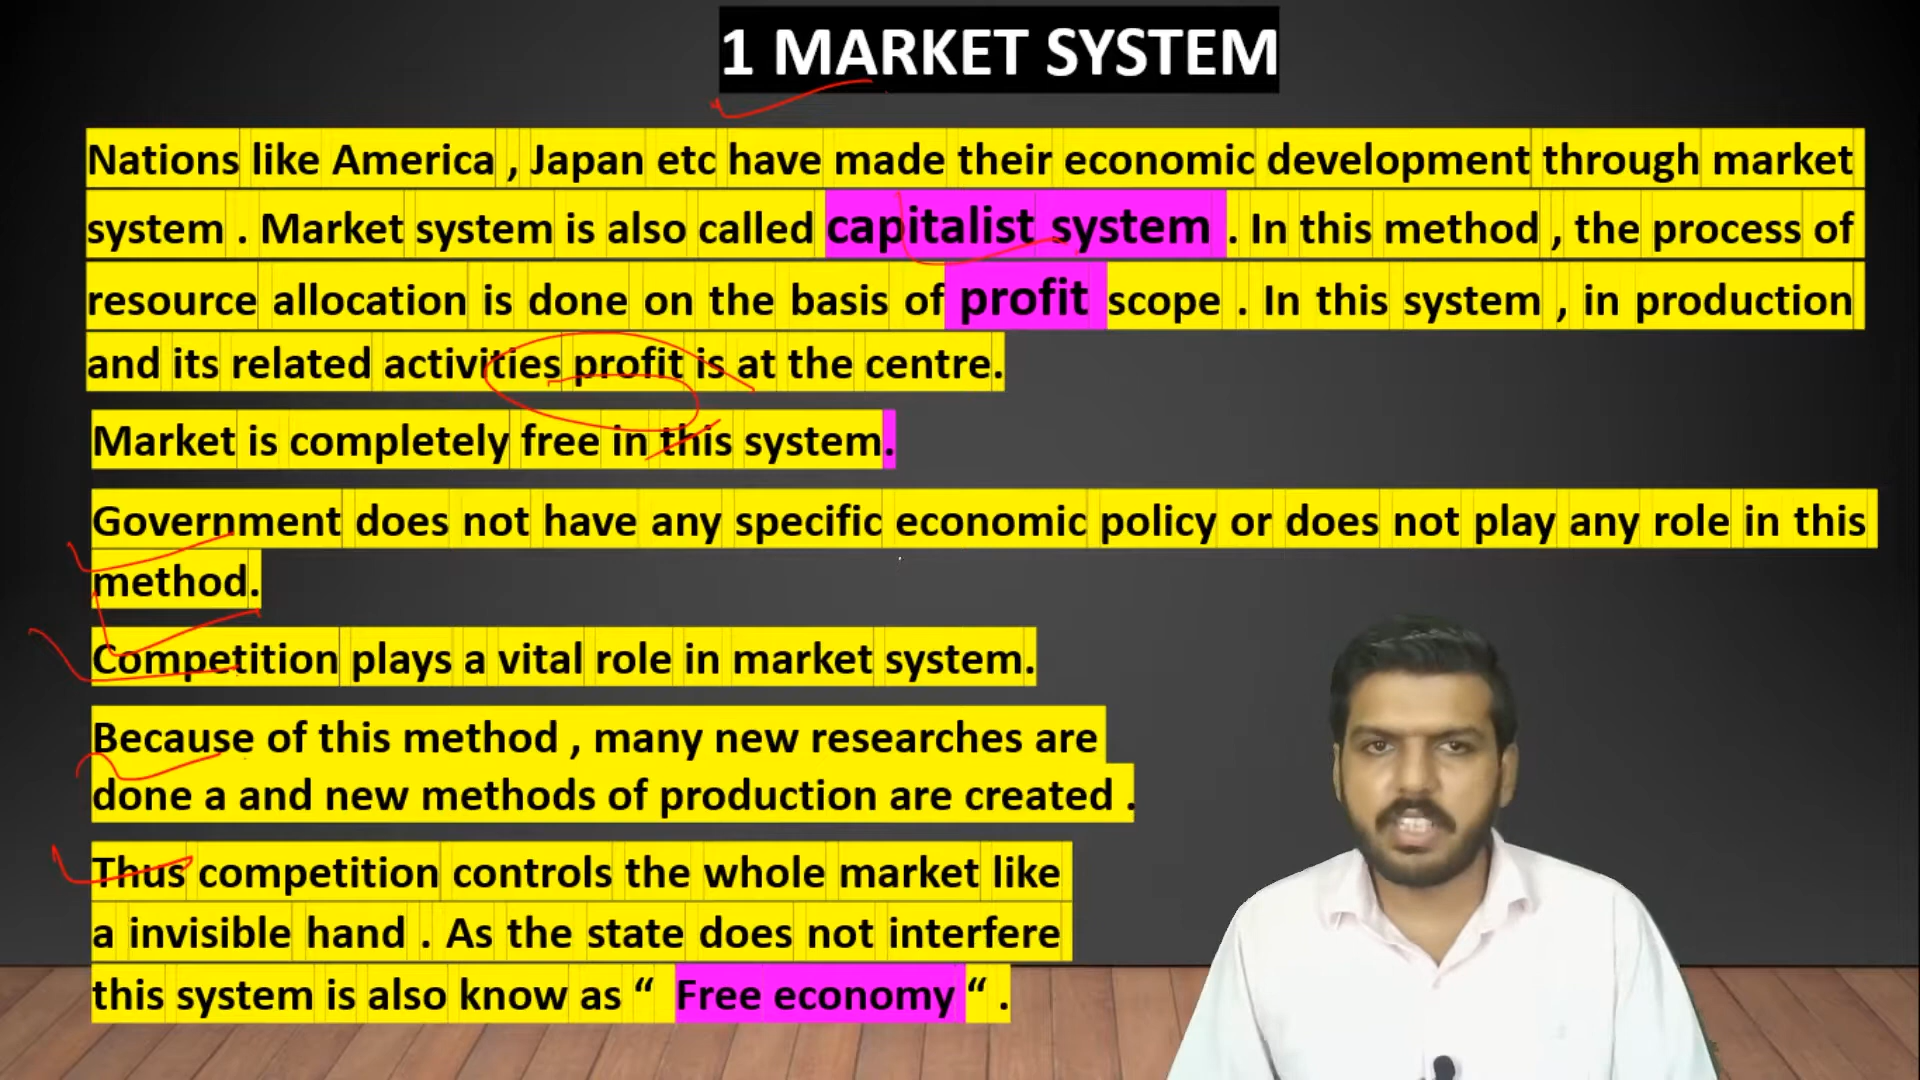 1 MARKET SYSTEM
Nations like America , Japan etc have made their economic development through market
system . Market system is also called capitalist system . In this method , the process of
resource allocation is done on the basis of profit scope . In this system , in production
and its related activities profit is at the centre.
Market is completely free in this system.
Government does not have any specific economic policy or does not play any role in this
method.
Competition plays a vital role in market system.
Because of this method , many new researches are
done a and new methods of production are created .
Thus competition controls the whole market like
a invisible hand . As the state does not interfere
this system is also know as “ Free economy “ .